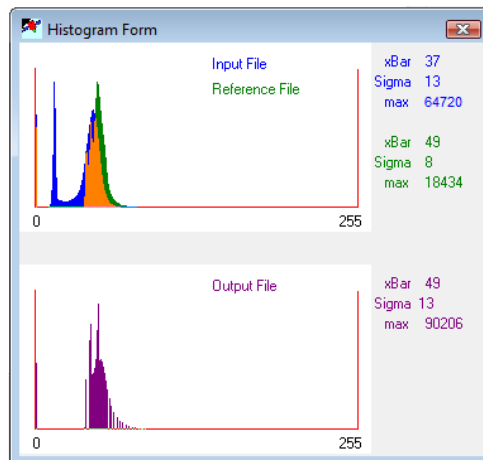 Histogram Form
Input File
Reference File
xBar 37
Sigma 13
max 64720
xBar 49
Sigma 8
max 18434
0 255
Output File
xBar 49
Sigma 13
max 90206
0 255